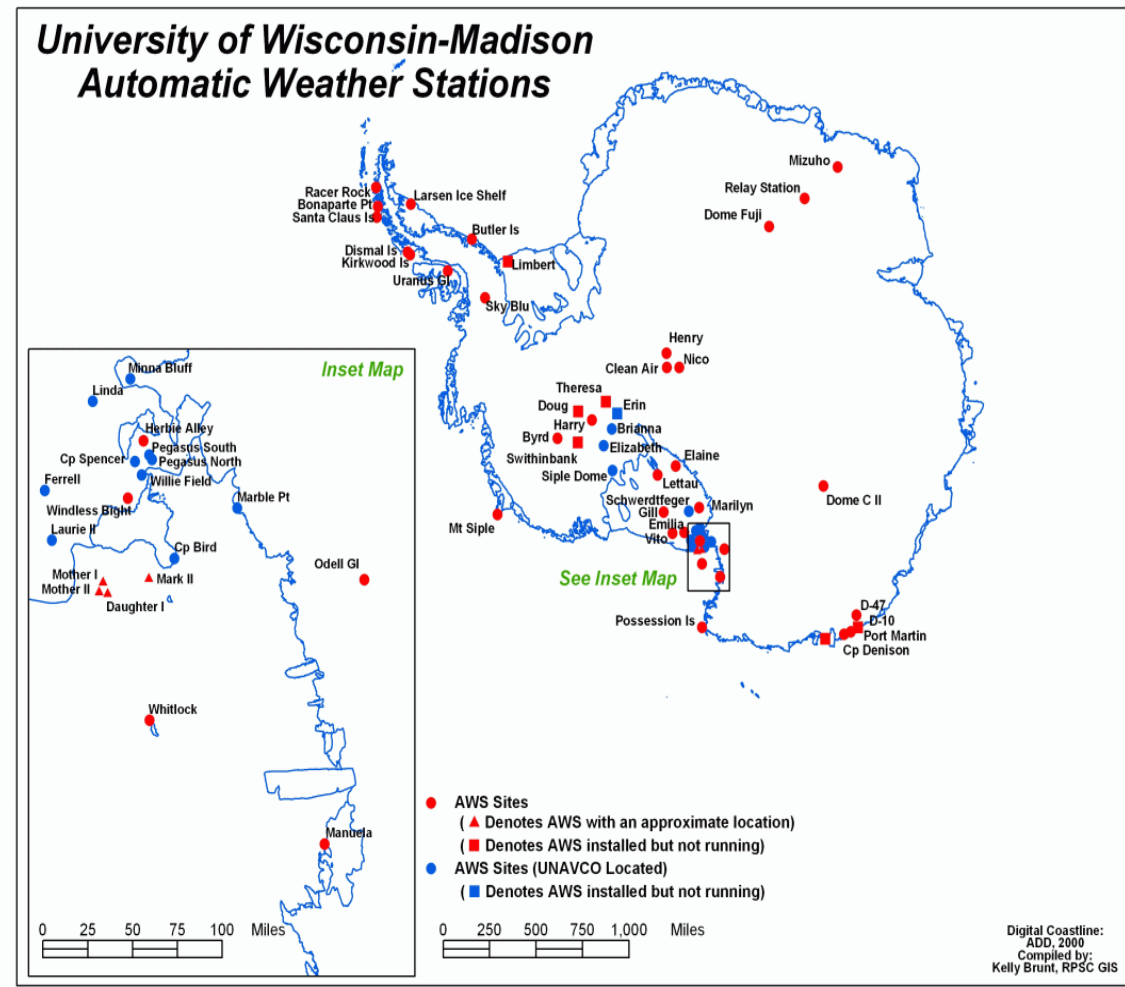 University of Wisconsin-Madison
Automatic Weather Stations
Mizuho
Relay Station
Dome Fuji
Racer Rock
Bonaparte Pt
Santa Claus Is
Larsen Ice Shelf
Butler Is
Dismal Is
Kirkwood Is
Limbert
Uranus Gl
Sky Blu
Henry
Clean Air
Nico
Theresa
Doug
Erin
Harry
Brianna
Byrd
Elizabeth
Swithinbank
Elaine
Siple Dome
Lettau
Dome C II
Schwerdtfeger
Marilyn
Gill
Mt Siple
Emilia
Vito
See Inset Map
Possession Is
D-47
D-10
Port Martin
Cp Denison
Inset Map
Minna Bluff
Linda
Herbie Alley
Pegasus South
Cp Spencer
Pegasus North
Ferrell
Willie Field
Marble Pt
Windless Bight
Laurie II
Cp Bird
Odell Gl
Mother I
Mark II
Mother II
Daughter I
Whitlock
Manuela
0 25 50 75 100 Miles
AWS Sites
( Denotes AWS with an approximate location)
( Denotes AWS installed but not running)
AWS Sites (UNAVCO Located)
( Denotes AWS installed but not running)
0 250 500 750 1,000 Miles
Digital Coastline:
ADD, 2000
Compiled by:
Kelly Brunt, RPSC GIS